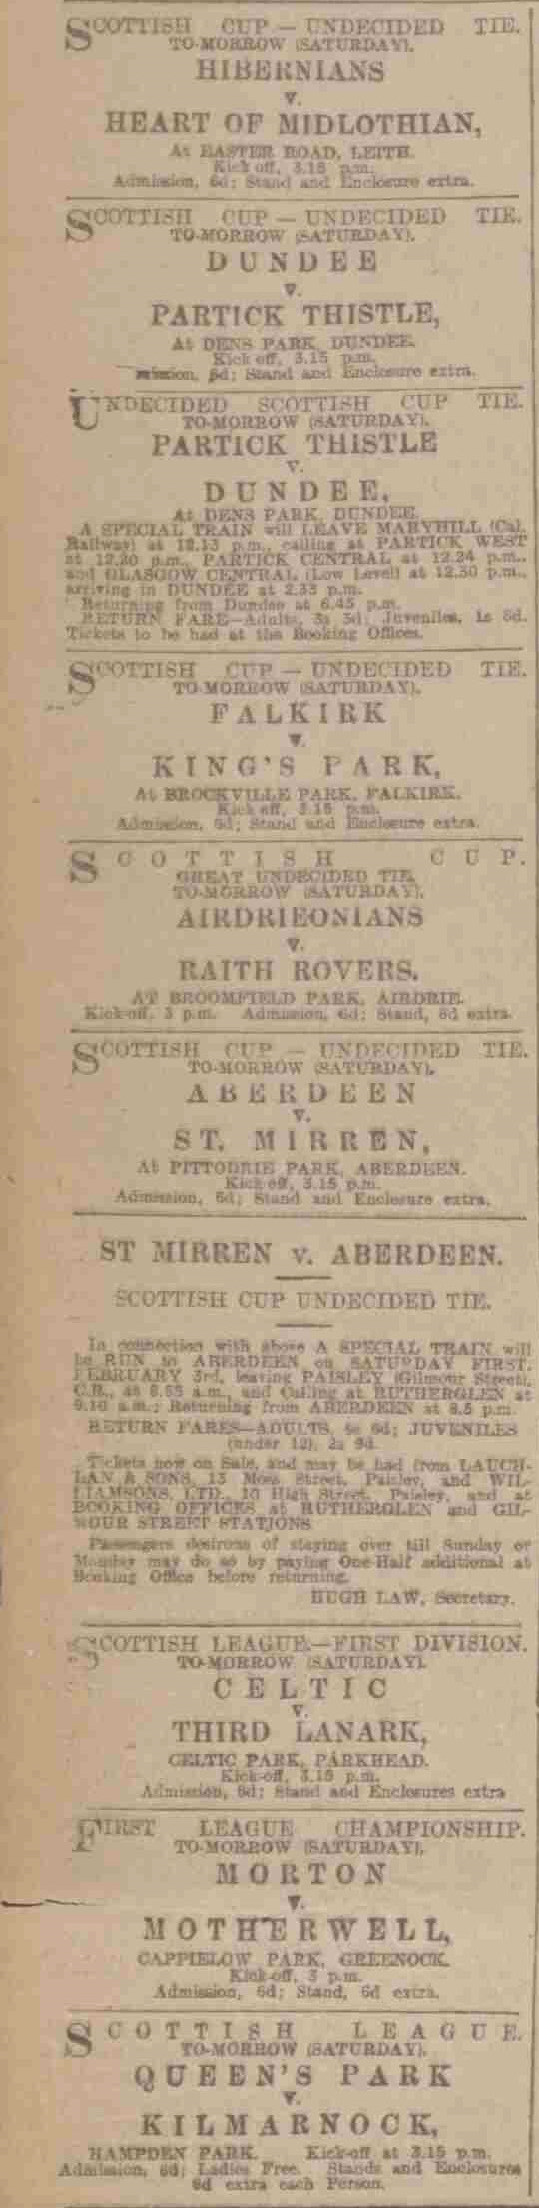 SCOTTISH CUP — UNDECIDED TIE.
TO-MORROW (SATURDAY).
HIBERNIANS
v.
HEART OF MIDLOTHIAN,
At EASTER ROAD, LEITH.
Kick off, 3.15 p.m.
Admission, 6d; Stand and Enclosure extra.
SCOTTISH CUP — UNDECIDED TIE.
TO-MORROW (SATURDAY).
DUNDEE
v.
PARTICK THISTLE,
At DENS PARK, DUNDEE.
Kick off, 3.15 p.m.
mission, 6d; Stand and Enclosure extra.
UNDECIDED SCOTTISH CUP TIE.
TO-MORROW (SATURDAY).
PARTICK THISTLE
v.
DUNDEE,
At DENS PARK, DUNDEE.
A SPECIAL TRAIN will LEAVE MARYHILL (Cal.
Railway) at 12.13 p.m., calling at PARTICK WEST
at 12.20 p.m., PARTICK CENTRAL at 12.24 p.m.,
and GLASGOW CENTRAL (Low Level) at 12.30 p.m.,
arriving in DUNDEE at 2.33 p.m.
Returning from Dundee at 6.45 p.m.
RETURN FARE—Adults, 3s 3d; Juveniles, 1s 8d.
Tickets to be had at the Booking Offices.
SCOTTISH CUP — UNDECIDED TIE.
TO-MORROW (SATURDAY).
FALKIRK
v.
KING'S PARK,
At BROCKVILLE PARK, FALKIRK.
Kick off, 3.15 p.m.
Admission, 6d; Stand and Enclosure extra.
SCOTTISH CUP.
GREAT UNDECIDED TIE.
TO-MORROW (SATURDAY).
AIRDRIEONIANS
v.
RAITH ROVERS.
AT BROOMFIELD PARK, AIRDRIE.
Kick-off, 3 p.m. Admission, 6d; Stand, 6d extra.
SCOTTISH CUP — UNDECIDED TIE.
TO-MORROW (SATURDAY).
ABERDEEN
v.
ST. MIRREN,
At PITTODRIE PARK, ABERDEEN.
Kick off, 3.15 p.m.
Admission, 6d; Stand and Enclosure extra.
ST MIRREN v. ABERDEEN.
SCOTTISH CUP UNDECIDED TIE.
In connection with above A SPECIAL TRAIN will
be RUN to ABERDEEN on SATURDAY FIRST,
FEBRUARY 3rd, leaving PAISLEY (Gilmour Street),
C.R., at 8.55 a.m., and Calling at RUTHERGLEN at
9.10 a.m.; Returning from ABERDEEN at 8.5 p.m.
RETURN FARES—ADULTS, 6d; JUVENILES
(under 12), 2s 9d.
Tickets now on Sale, and may be had from LAUCH-
LAN & SONS, 13 Moss Street, Paisley, and WIL-
LIAMSONS, LTD., 10 High Street, Paisley, and at
BOOKING OFFICES at RUTHERGLEN and GIL-
MOUR STREET STATIONS
Passengers desirous of staying over till Sunday or
Monday may do so by paying One-Half additional at
Booking Office before returning.
HUGH LAW, Secretary.
SCOTTISH LEAGUE—FIRST DIVISION.
TO-MORROW (SATURDAY).
CELTIC
v.
THIRD LANARK,
CELTIC PARK, PARKHEAD.
Kick-off, 3.15 p.m.
Admission, 6d; Stand and Enclosures extra
FIRST LEAGUE CHAMPIONSHIP.
TO-MORROW (SATURDAY),
MORTON
v.
MOTHERWELL,
CAPPIELOW PARK, GREENOCK.
Kick-off, 3 p.m.
Admission, 6d; Stand, 6d extra.
SCOTTISH LEAGUE.
TO-MORROW (SATURDAY).
QUEEN'S PARK
v.
KILMARNOCK,
HAMPDEN PARK. Kick-off at 3.15 p.m.
Admission, 6d; Ladies Free. Stands and Enclosures
6d extra each Person.